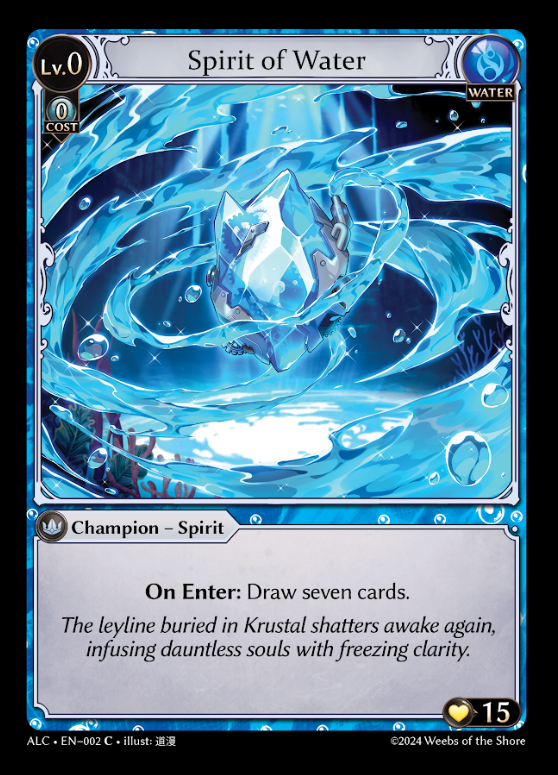 Lv.0
Spirit of Water
WATER
0
COST
Champion – Spirit
On Enter: Draw seven cards.
The leyline buried in Krustal shatters awake again,
infusing dauntless souls with freezing clarity.
15
ALC • EN–002 C • illust: 道漫
©2024 Weebs of the Shore